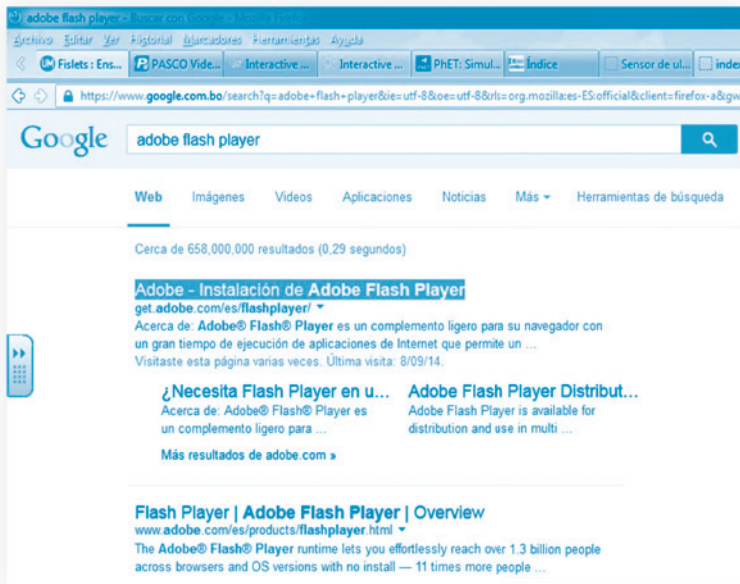 adobe flash player - Buscar con Google - Mozilla Firefox
Archivo Editar Ver Historial Marcadores Herramientas Ayuda
Fislets : Ens... PASCO Vide... Interactive ... Interactive ... PhET: Simul... Índice Sensor de ul... index
https://www.google.com.bo/search?q=adobe+flash+player&ie=utf-8&oe=utf-8&rls=org.mozilla:es-ES:official&client=firefox-a&gw
Google adobe flash player
Web Imágenes Videos Aplicaciones Noticias Más Herramientas de búsqueda
Cerca de 658,000,000 resultados (0,29 segundos)
Adobe - Instalación de Adobe Flash Player
get.adobe.com/es/flashplayer/
Acerca de: Adobe® Flash® Player es un complemento ligero para su navegador con
un gran tiempo de ejecución de aplicaciones de Internet que permite un ...
Visitaste esta página varias veces. Última visita: 8/09/14.
¿Necesita Flash Player en u... Adobe Flash Player Distribut...
Acerca de: Adobe® Flash® Player es Adobe Flash Player is available for
un complemento ligero para ... distribution and use in multi ...
Más resultados de adobe.com »
Flash Player | Adobe Flash Player | Overview
www.adobe.com/es/products/flashplayer.html
The Adobe® Flash® Player runtime lets you effortlessly reach over 1.3 billion people
across browsers and OS versions with no install — 11 times more people ...